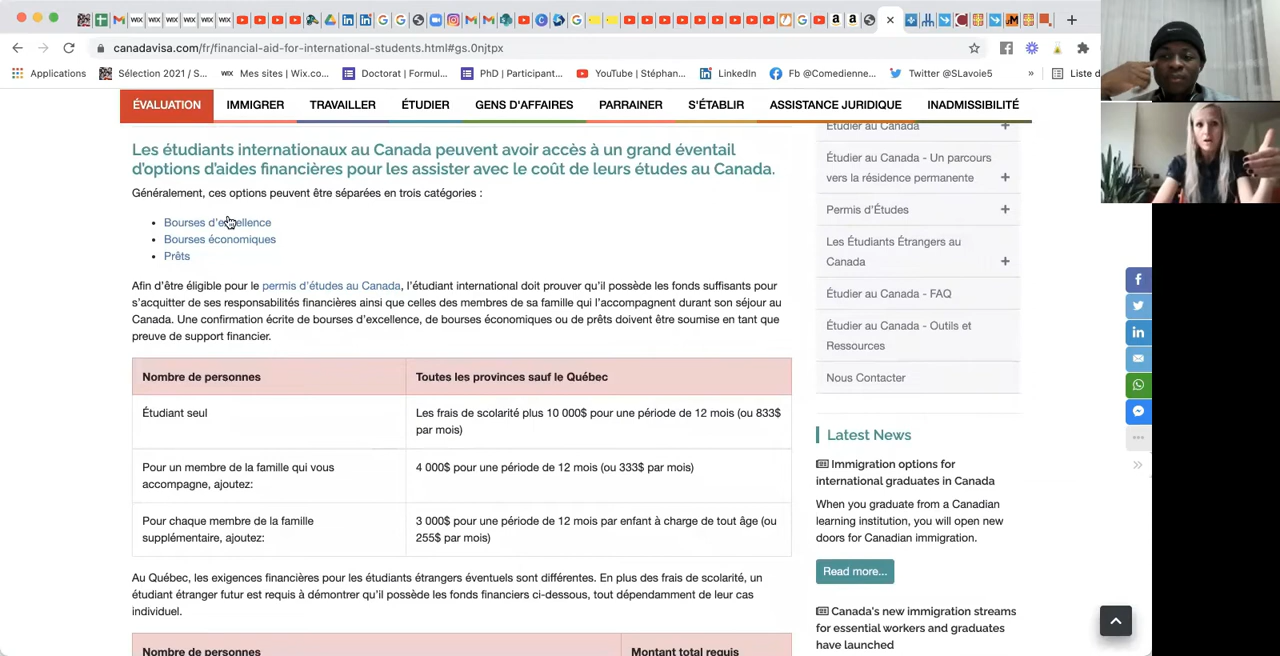 WIX WIX WIX WIX WIX
canadavisa.com/fr/financial-aid-for-international-students.html#gs.0njtpx
Applications Sélection 2021 / S... WIX Mes sites | Wix.co... Doctorat | Formul... PhD | Participant... YouTube | Stéphan... LinkedIn Fb @Comedienne... Twitter @SLavoie5 » Liste d
ÉVALUATION IMMIGRER TRAVAILLER ÉTUDIER GENS D'AFFAIRES PARRAINER S'ÉTABLIR ASSISTANCE JURIDIQUE INADMISSIBILITÉ
Les étudiants internationaux au Canada peuvent avoir accès à un grand éventail
d'options d'aides financières pour les assister avec le coût de leurs études au Canada.
Généralement, ces options peuvent être séparées en trois catégories :
• Bourses d'excellence
• Bourses économiques
• Prêts
Afin d'être éligible pour le permis d'études au Canada, l'étudiant international doit prouver qu'il possède les fonds suffisants pour
s'acquitter de ses responsabilités financières ainsi que celles des membres de sa famille qui l'accompagnent durant son séjour au
Canada. Une confirmation écrite de bourses d'excellence, de bourses économiques ou de prêts doivent être soumise en tant que
preuve de support financier.
Nombre de personnes Toutes les provinces sauf le Québec
Étudiant seul Les frais de scolarité plus 10 000$ pour une période de 12 mois (ou 833$
par mois)
Pour un membre de la famille qui vous 4 000$ pour une période de 12 mois (ou 333$ par mois)
accompagne, ajoutez:
Pour chaque membre de la famille 3 000$ pour une période de 12 mois par enfant à charge de tout âge (ou
supplémentaire, ajoutez: 255$ par mois)
Au Québec, les exigences financières pour les étudiants étrangers éventuels sont différentes. En plus des frais de scolarité, un
étudiant étranger futur est requis à démontrer qu'il possède les fonds financiers ci-dessous, tout dépendamment de leur cas
individuel.
Nombre de personnes Montant total requis
Étudier au Canada +
Étudier au Canada - Un parcours
vers la résidence permanente +
Permis d'Études +
Les Étudiants Étrangers au
Canada +
Étudier au Canada - FAQ
Étudier au Canada - Outils et
Ressources
Nous Contacter
Latest News
Immigration options for
international graduates in Canada
When you graduate from a Canadian
learning institution, you will open new
doors for Canadian immigration.
Read more...
Canada's new immigration streams
for essential workers and graduates
have launched